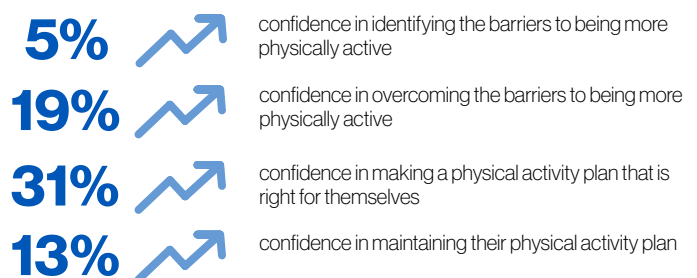 5%
confidence in identifying the barriers to being more
physically active
19%
confidence in overcoming the barriers to being more
physically active
31%
confidence in making a physical activity plan that is
right for themselves
13%
confidence in maintaining their physical activity plan